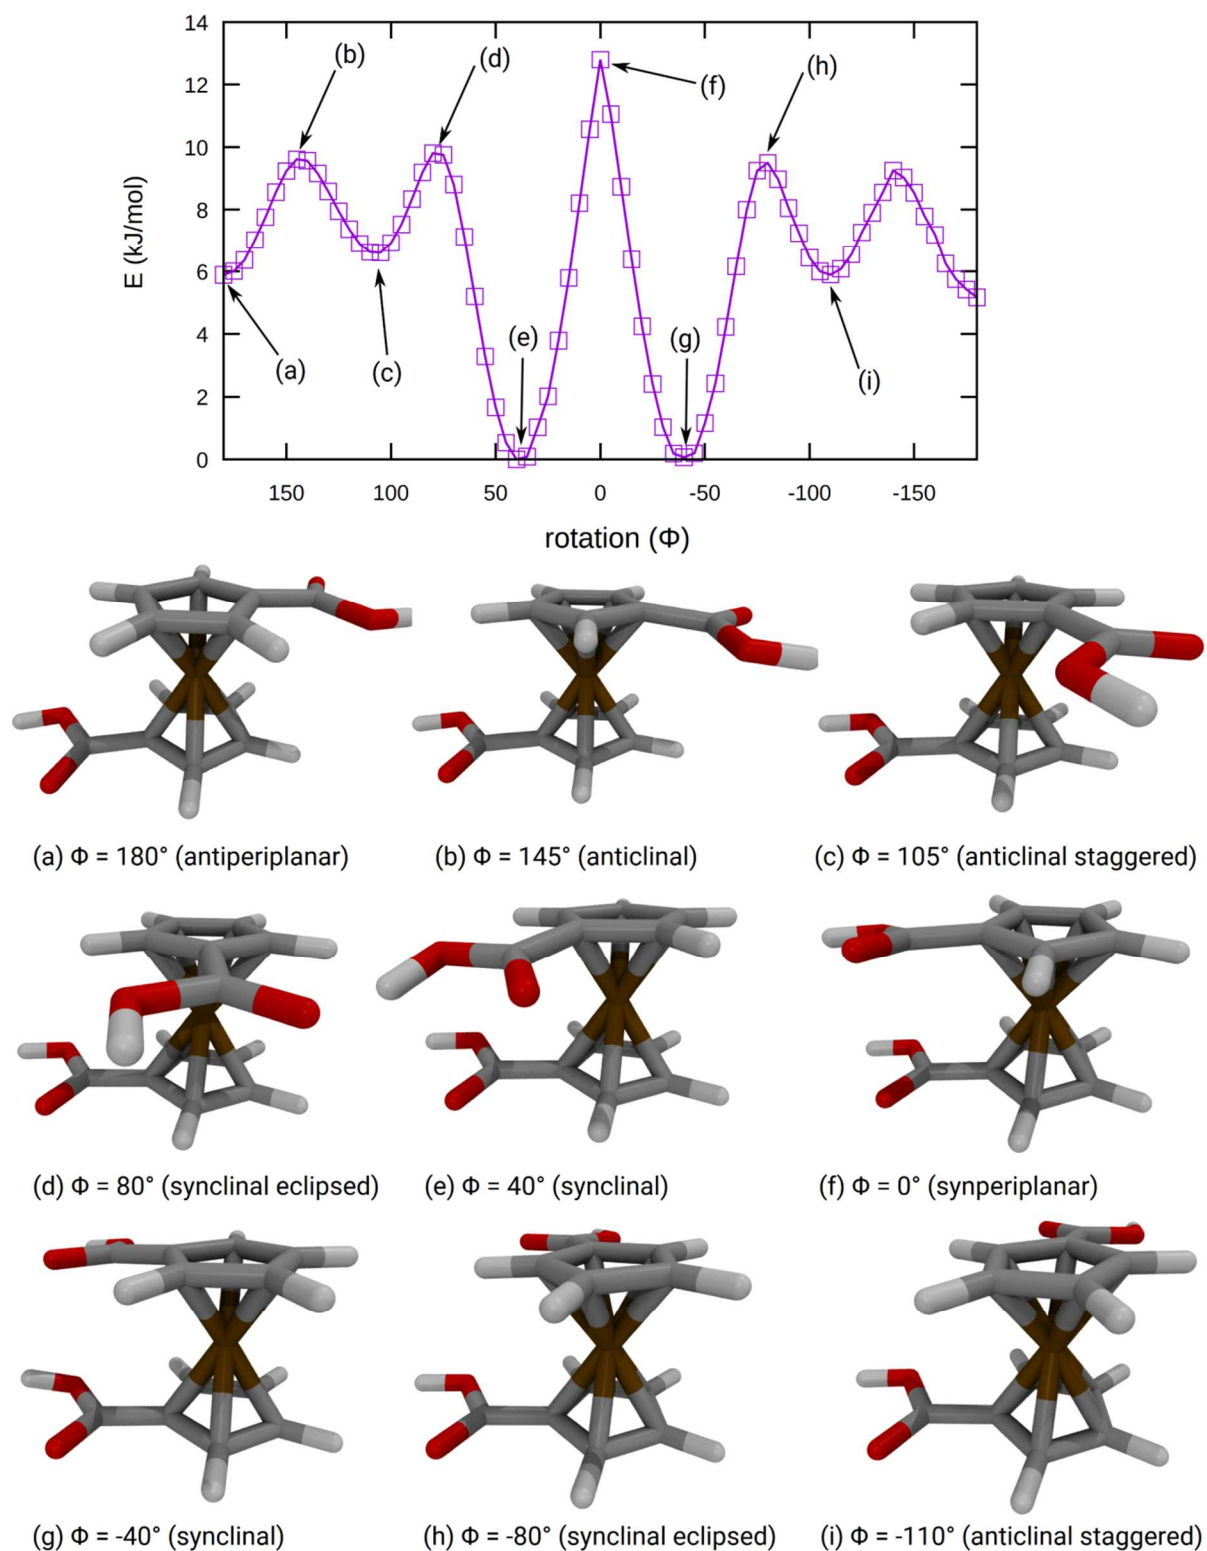 14
12
10
8
6
4
2
0
E (kJ/mol)
(a)
(b)
(c)
(d)
(e)
(f)
(g)
(h)
(i)
150 100 50 0 -50 -100 -150
rotation (Φ)
(a) Φ = 180° (antiperiplanar)
(b) Φ = 145° (anticlinal)
(c) Φ = 105° (anticlinal staggered)
(d) Φ = 80° (synclinal eclipsed)
(e) Φ = 40° (synclinal)
(f) Φ = 0° (synperiplanar)
(g) Φ = -40° (synclinal)
(h) Φ = -80° (synclinal eclipsed)
(i) Φ = -110° (anticlinal staggered)